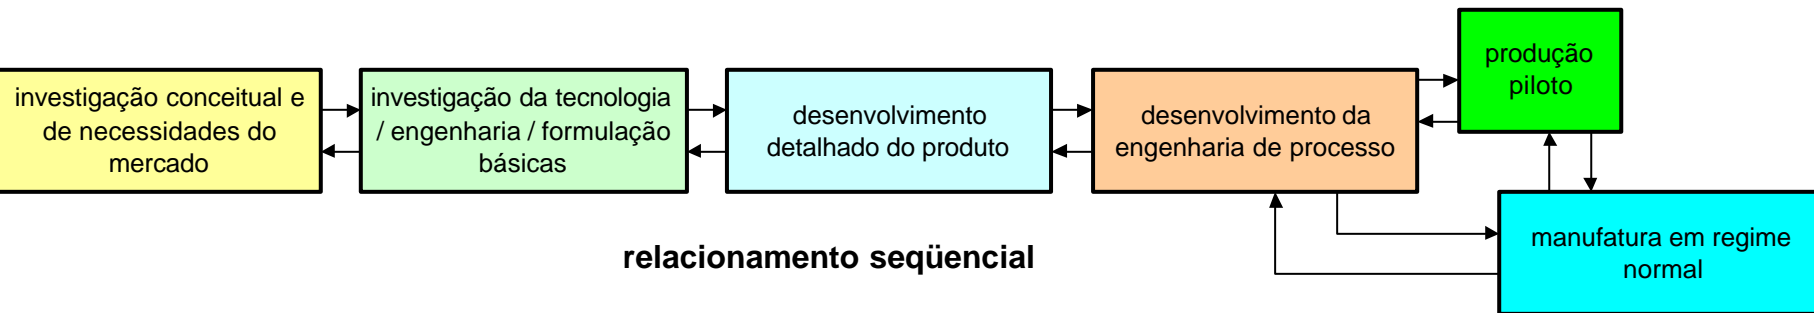 investigação conceitual e
de necessidades do
mercado
investigação da tecnologia
/ engenharia / formulação
básicas
desenvolvimento
detalhado do produto
desenvolvimento da
engenharia de processo
produção
piloto
manufatura em regime
normal
relacionamento seqüencial